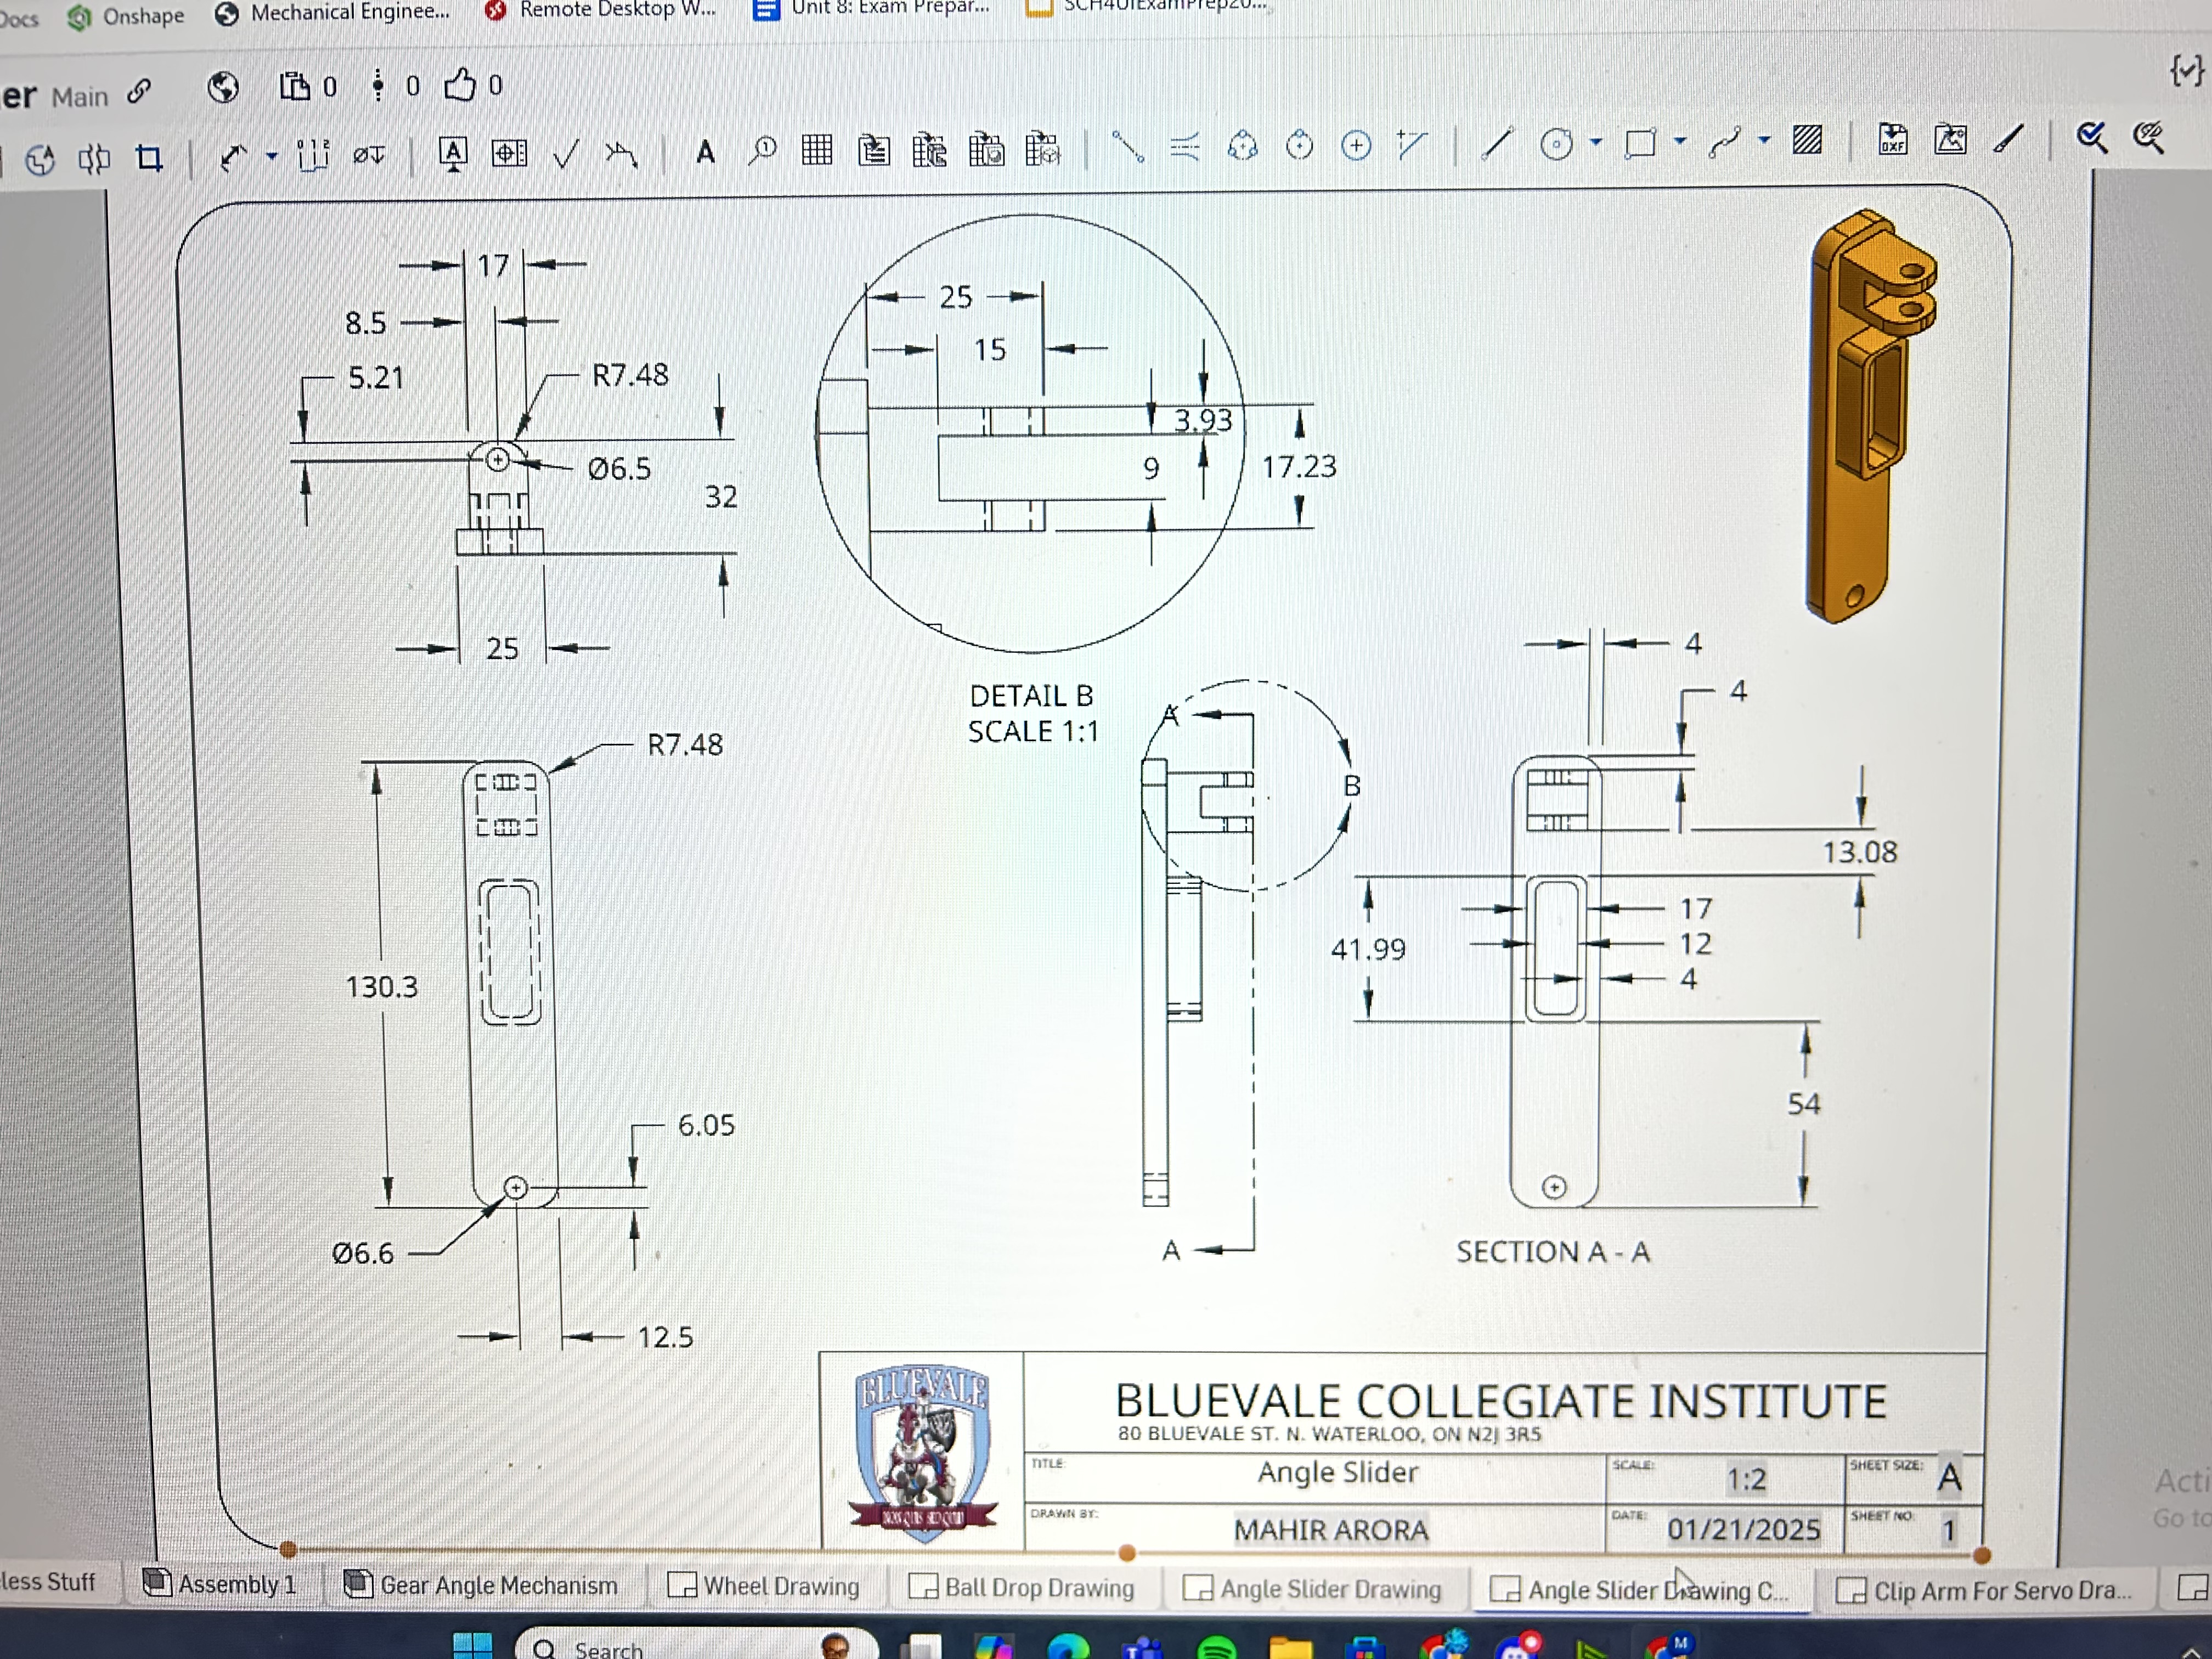 Docs Onshape Mechanical Enginee... Remote Desktop W... Unit 8: Exam Prepar... SCH4UIExamPrep20...
er Main 0 0 0
A A
DXF
17
8.5
5.21
R7.48
Ø6.5
32
25
25
15
3.93
9
17.23
DETAIL B
SCALE 1:1
4
4
R7.48
130.3
6.05
Ø6.6
12.5
A
B
A
13.08
41.99
17
12
4
54
SECTION A - A
BLUEVALE
BLUEVALE COLLEGIATE INSTITUTE
80 BLUEVALE ST. N. WATERLOO, ON N2J 3R5
TITLE: Angle Slider
SCALE: 1:2
SHEET SIZE: A
DRAWN BY: MAHIR ARORA
DATE: 01/21/2025
SHEET NO: 1
Acti
Go to
less Stuff Assembly 1 Gear Angle Mechanism Wheel Drawing Ball Drop Drawing Angle Slider Drawing Angle Slider Drawing C... Clip Arm For Servo Dra...
Search
M